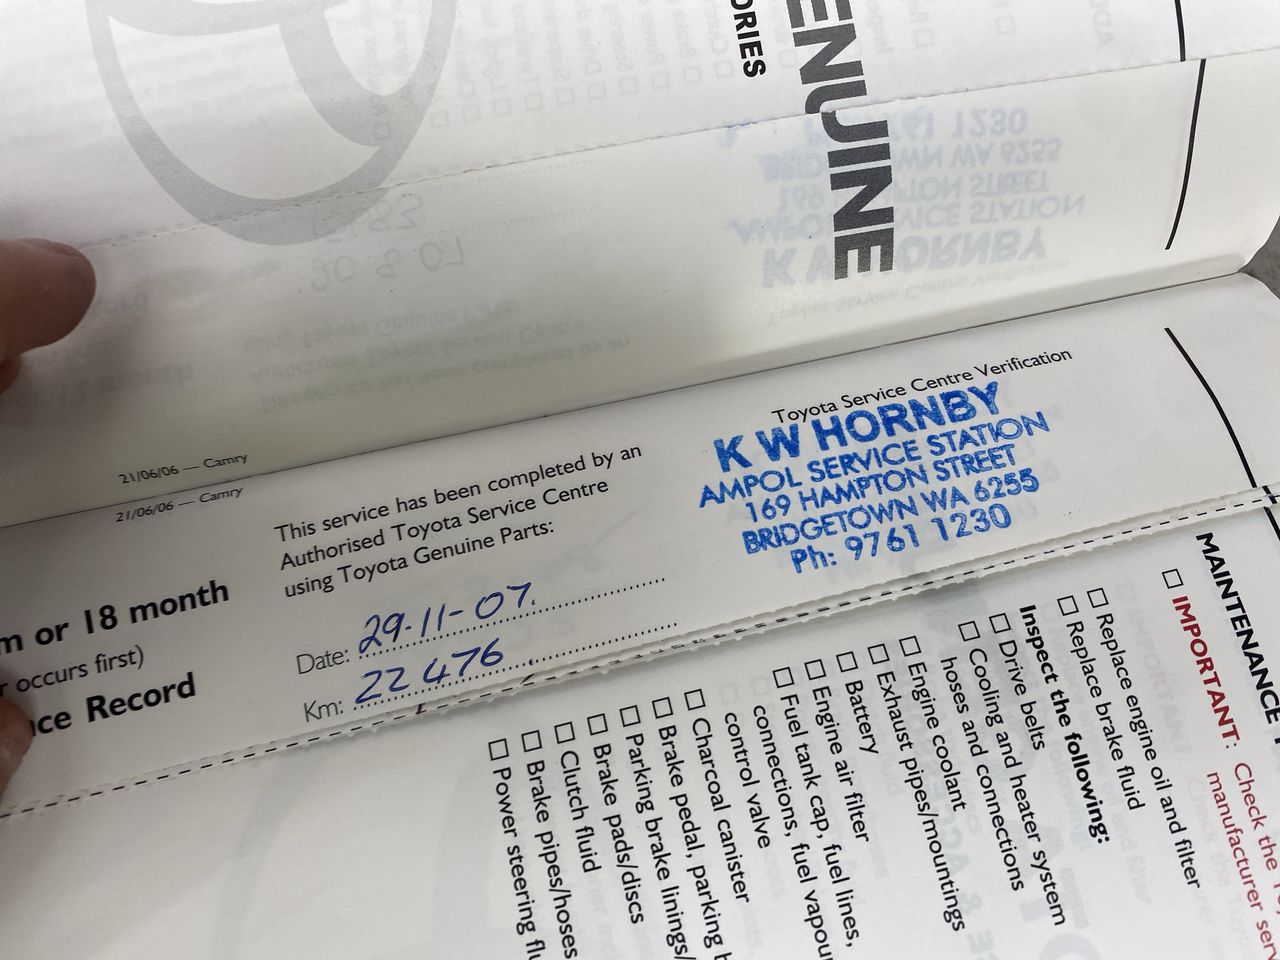 ORIES
ENUINE
21/06/06 — Camry
21/06/06 — Camry
m or 18 month
r occurs first)
nce Record
This service has been completed by an
Authorised Toyota Service Centre
using Toyota Genuine Parts:
Date: 29-11-07.
Km: 22 476
Toyota Service Centre Verification
K W HORNBY
AMPOL SERVICE STATION
169 HAMPTON STREET
BRIDGETOWN WA 6255
Ph: 9761 1230
MAINTENANCE
☐ IMPORTANT: Check the
manufacturer
☐ Replace engine oil and filter
☐ Replace brake fluid
Inspect the following:
☐ Drive belts
☐ Cooling and heater system
hoses and connections
☐ Engine coolant
☐ Exhaust pipes/mountings
☐ Battery
☐ Engine air filter
☐ Fuel tank cap, fuel lines,
connections, fuel vapour
control valve
☐ Charcoal canister
☐ Brake pedal, parking b
☐ Parking brake linings/
☐ Brake pads/discs
☐ Clutch fluid
☐ Brake pipes/hoses
☐ Power steering flu